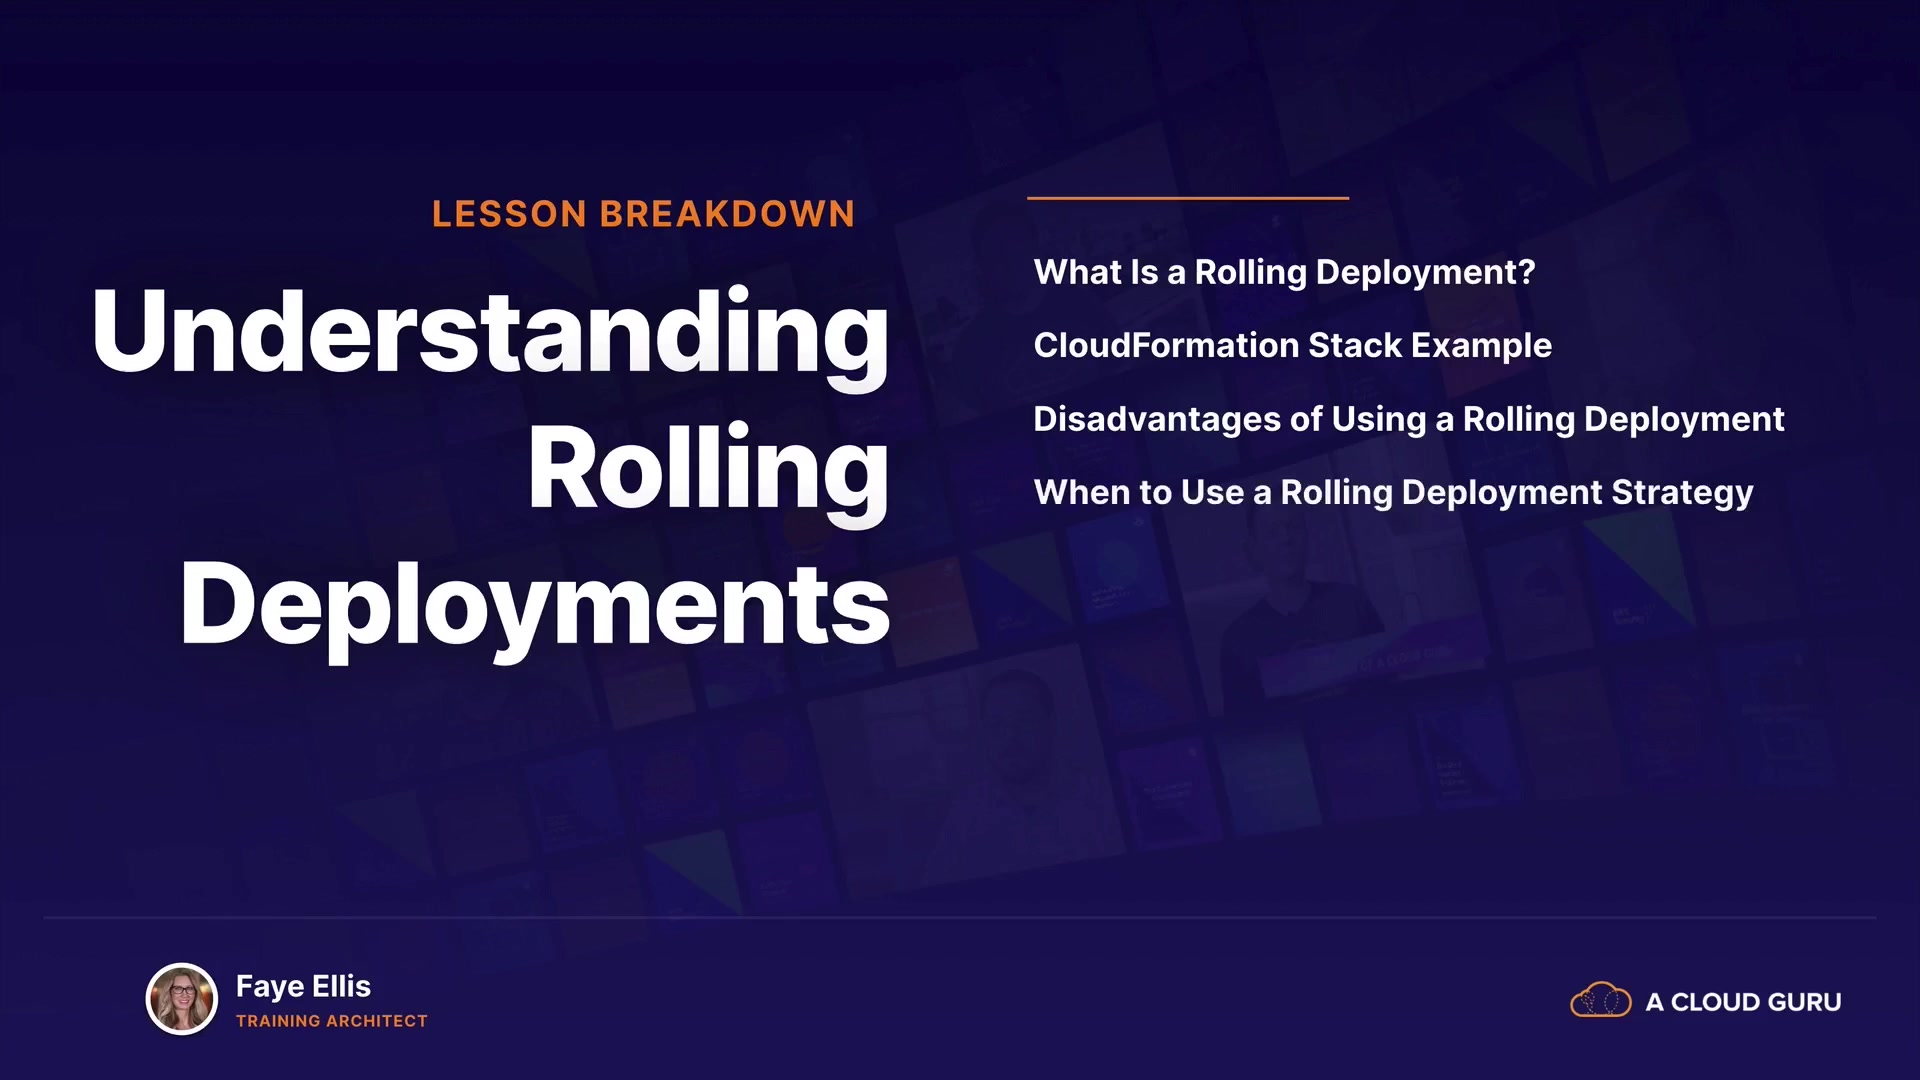 LESSON BREAKDOWN
Understanding
Rolling
Deployments
What Is a Rolling Deployment?
CloudFormation Stack Example
Disadvantages of Using a Rolling Deployment
When to Use a Rolling Deployment Strategy
Faye Ellis
TRAINING ARCHITECT
A CLOUD GURU